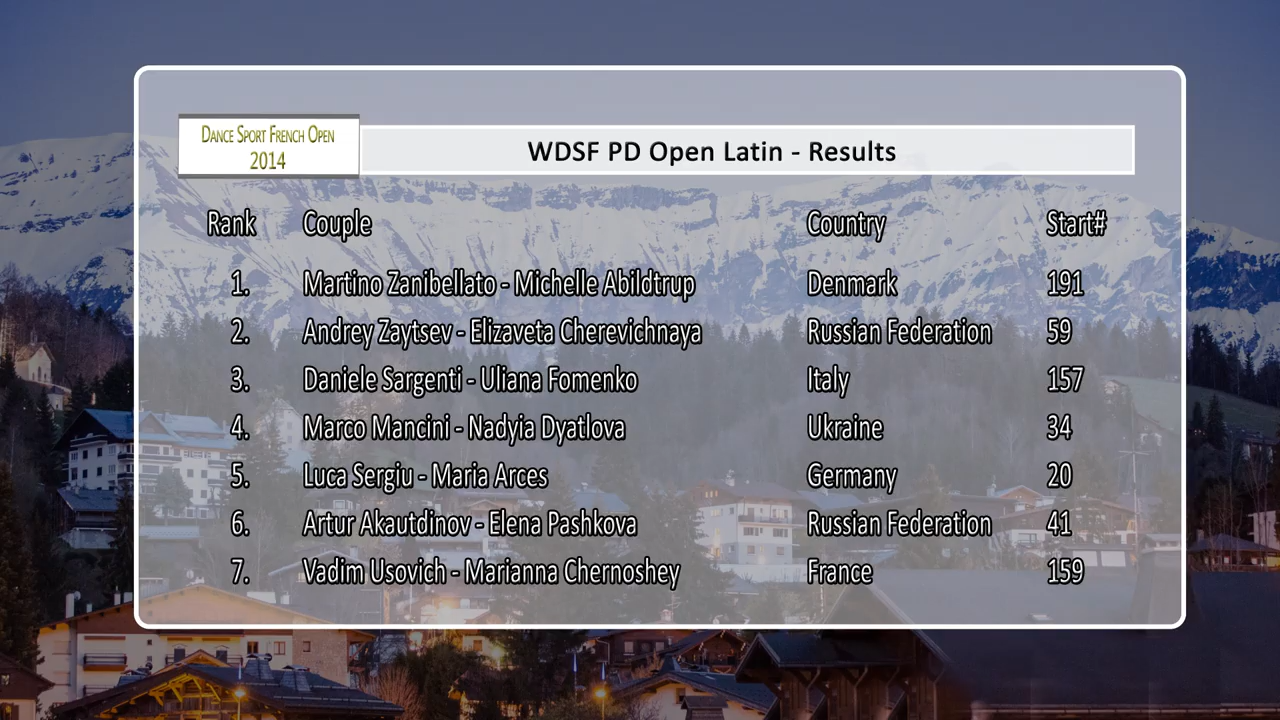 DANCE SPORT FRENCH OPEN
2014
WDSF PD Open Latin - Results
Rank Couple Country Start#
1. Martino Zanibellato - Michelle Abildtrup Denmark 191
2. Andrey Zaytsev - Elizaveta Cherevichnaya Russian Federation 59
3. Daniele Sargenti - Uliana Fomenko Italy 157
4. Marco Mancini - Nadyia Dyatlova Ukraine 34
5. Luca Sergiu - Maria Arces Germany 20
6. Artur Akautdinov - Elena Pashkova Russian Federation 41
7. Vadim Usovich - Marianna Chernoshey France 159